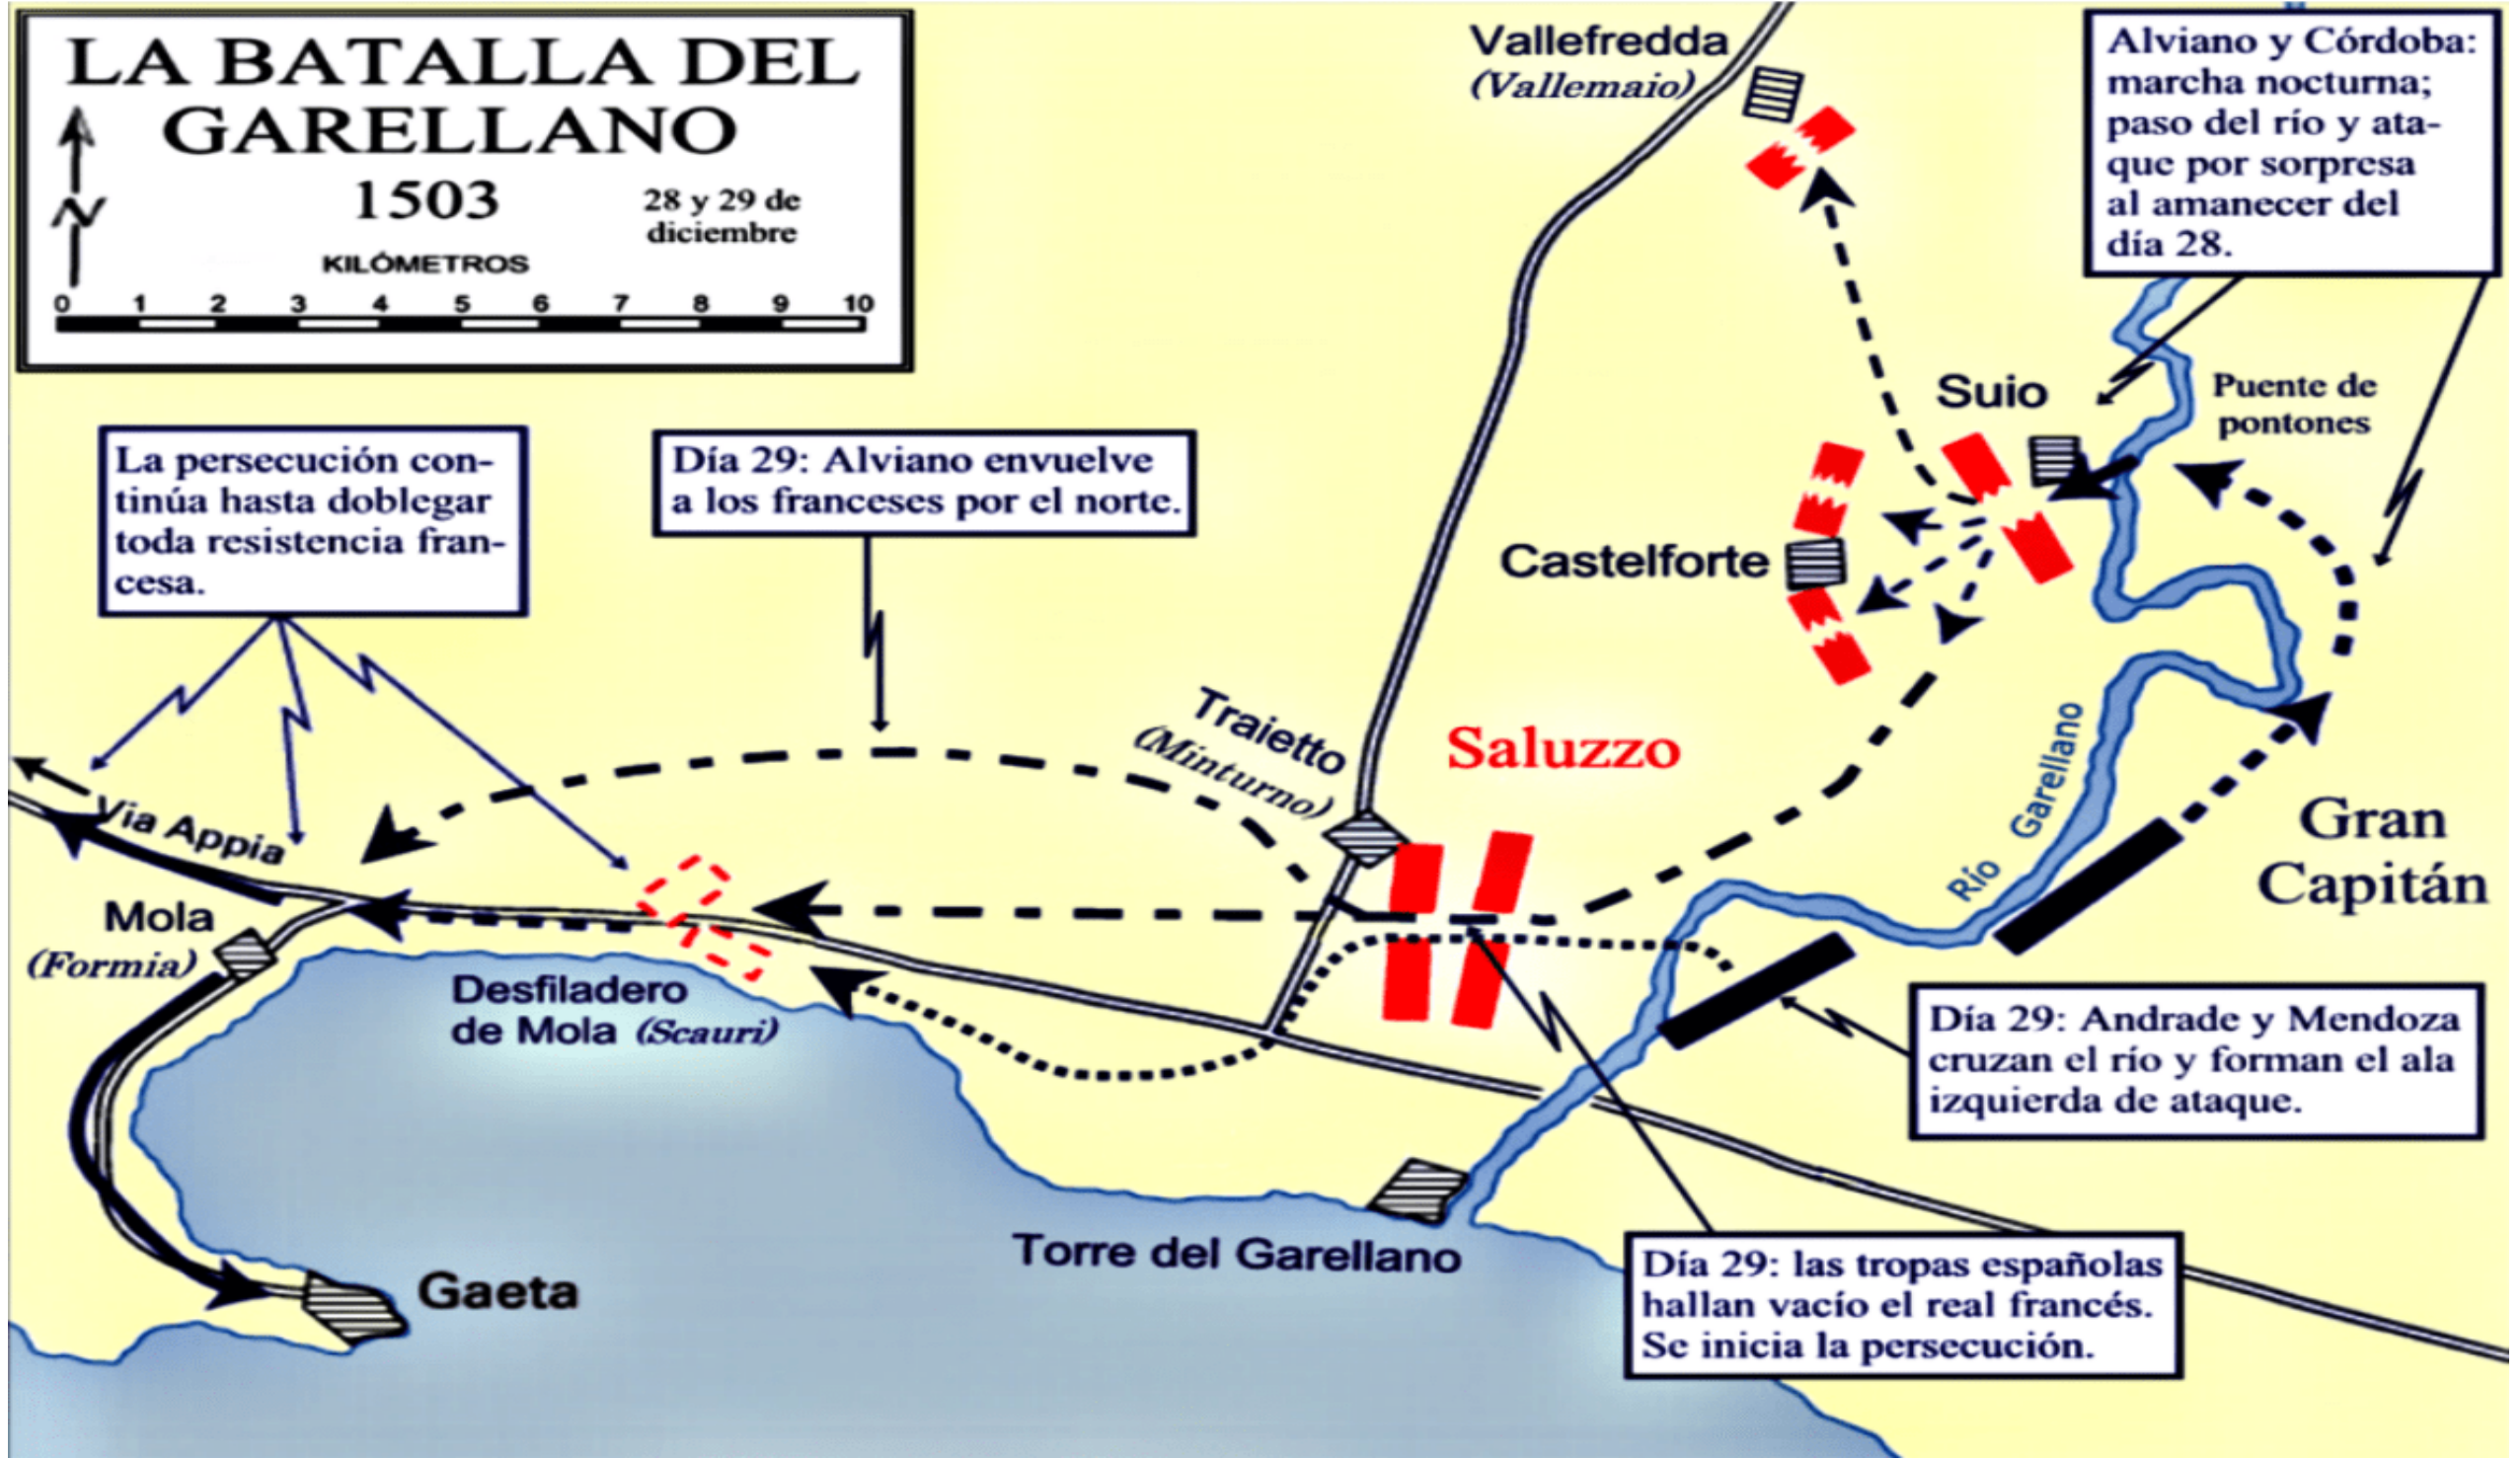 LA BATALLA DEL
GARELLANO
1503
28 y 29 de
diciembre
N
KILÓMETROS
0 1 2 3 4 5 6 7 8 9 10
Vallefredda
(Vallemaio)
Alviano y Córdoba:
marcha nocturna;
paso del río y ata-
que por sorpresa
al amanecer del
día 28.
Suio
Puente de
pontones
La persecución con-
tinúa hasta doblegar
toda resistencia fran-
cesa.
Día 29: Alviano envuelve
a los franceses por el norte.
Castelforte
Traietto
(Minturno)
Saluzzo
Río Garellano
Gran
Capitán
Via Appia
Mola
(Formia)
Desfiladero
de Mola (Scauri)
Día 29: Andrade y Mendoza
cruzan el río y forman el ala
izquierda de ataque.
Torre del Garellano
Gaeta
Día 29: las tropas españolas
hallan vacío el real francés.
Se inicia la persecución.